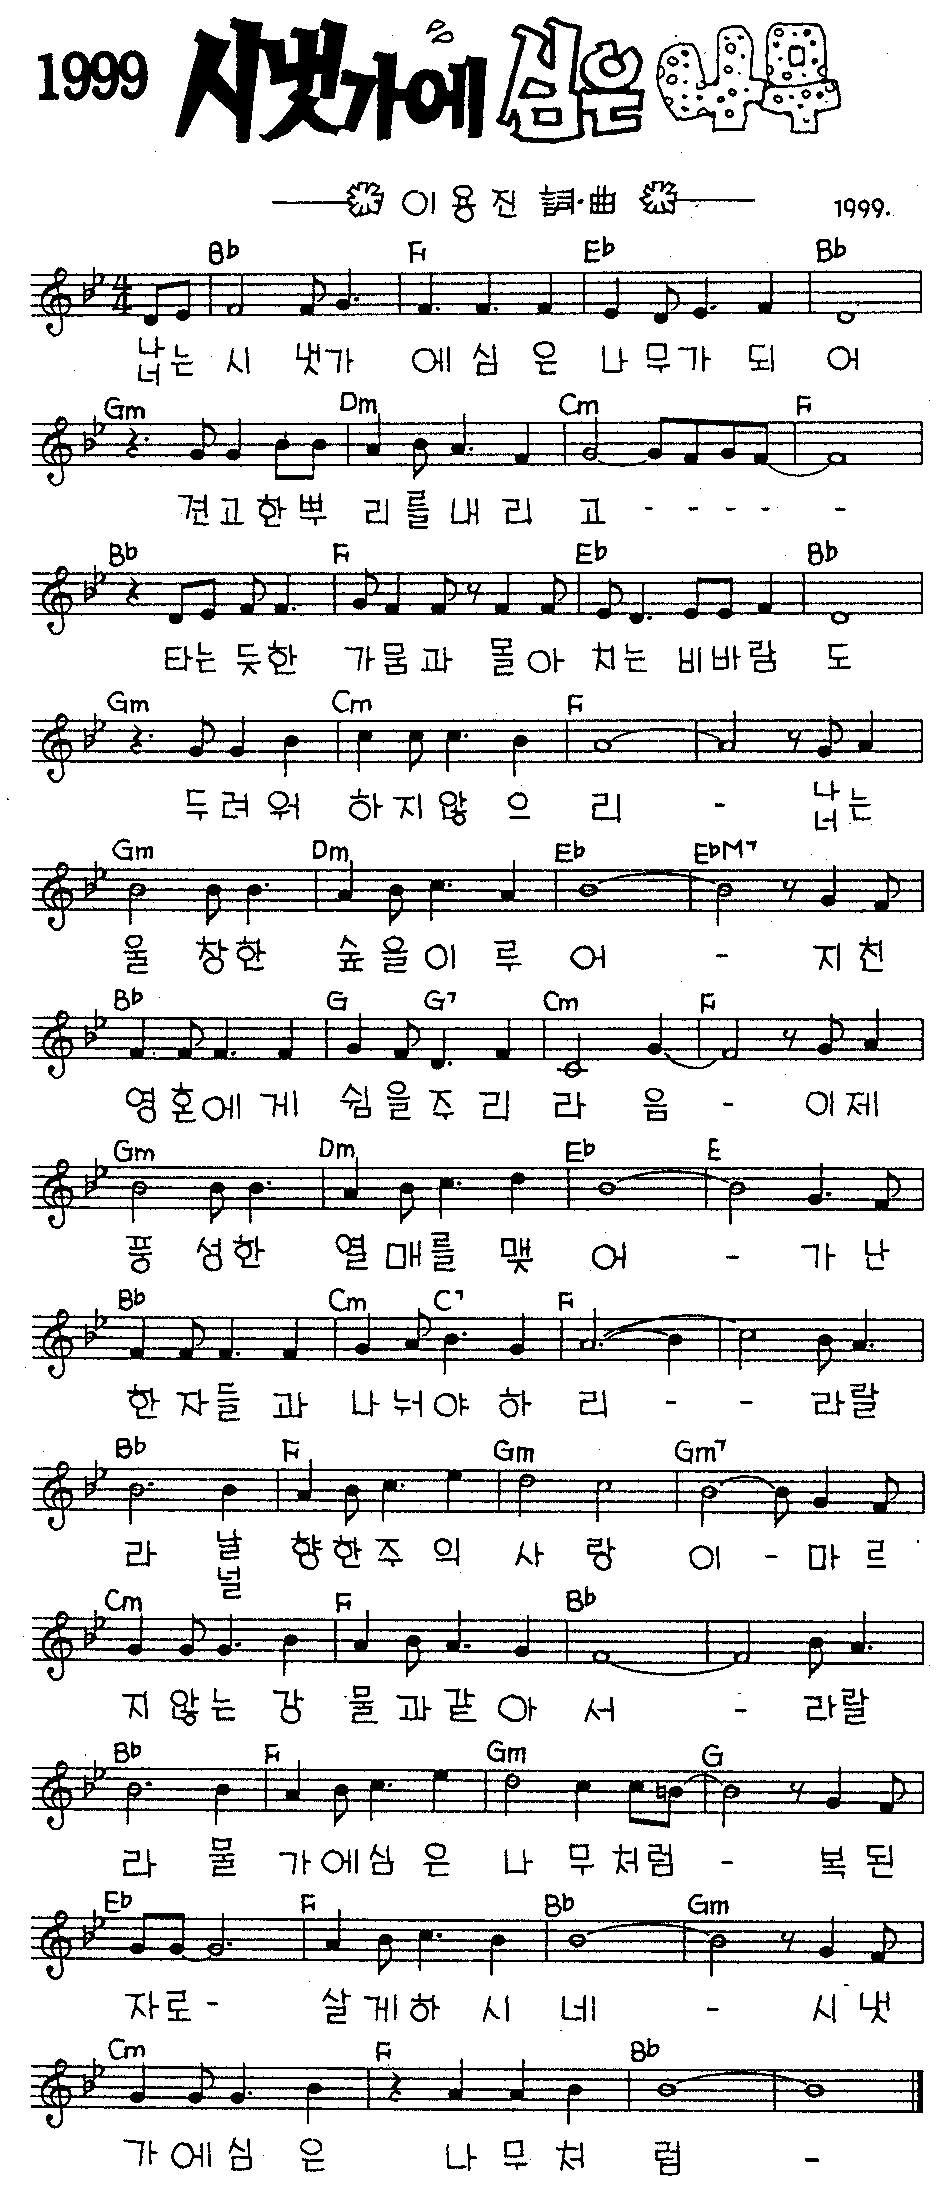 1999 시냇가에 심은 나무
이용진 詞·曲 1999.
Bb F Eb Bb
나는 시 냇가 에 심 은 나 무가 되 어
너
Gm Dm Cm F
견고한뿌 리를내리 고 - - - - -
Bb F Eb Bb
타는 듯한 가뭄과 몰아 치는 비바람 도
Gm Cm F
두려워 하지않으 리 - 나는
너
Gm Dm Eb EbM7
울 창한 숲을이 루 어 - 지친
Bb G G7 Cm F
영혼에게 쉼을주리 라 음 - 이제
Gm Dm Eb E
풍 성한 열매를 맺 어 - 가난
Bb Cm C7 F
한 자들 과 나눠야 하 리 - - 라랄
Bb F Gm Gm7
라 날 향한주 의 사 랑 이 - 마르
널
Cm F Bb
지 않는 강 물과같 아 서 - 라랄
Bb F Gm G
라 물 가에심 은 나 무처럼 - 복된
Eb F Bb Gm
자로 - 살게하 시 네 - 시냇
Cm F Bb
가에심 은 나무처 럼 -